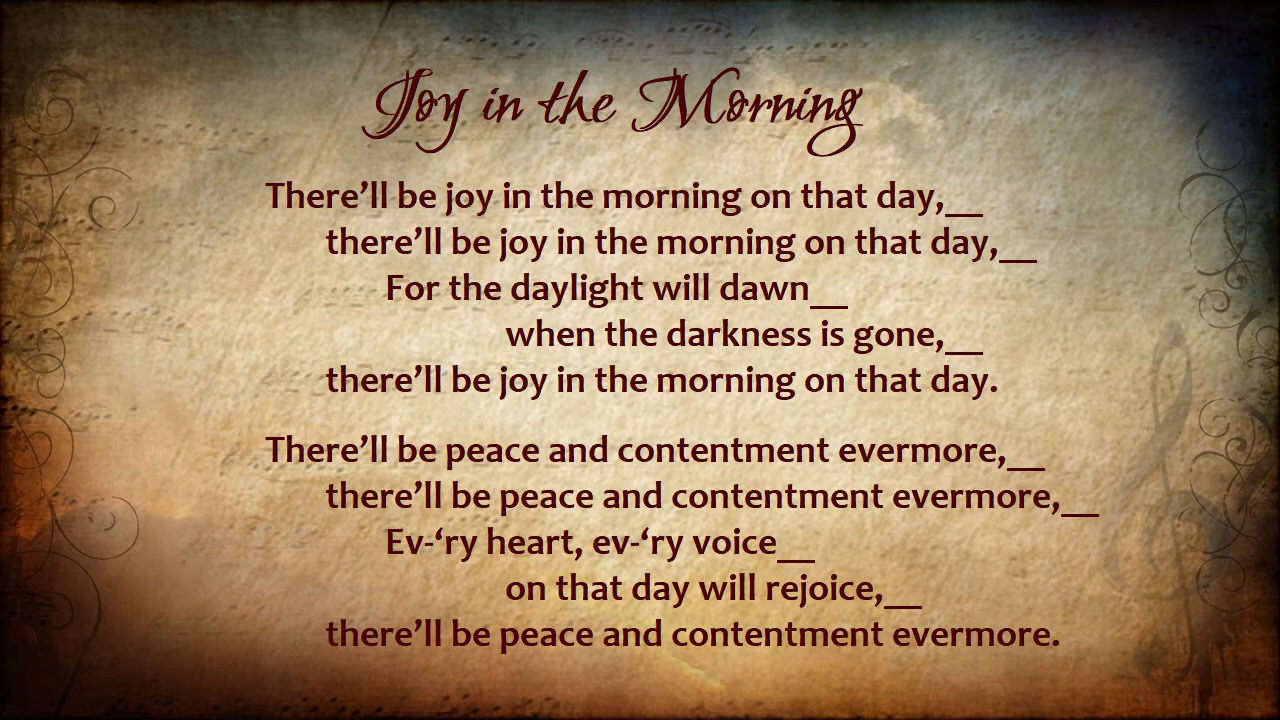 Joy in the Morning
There’ll be joy in the morning on that day,__
there’ll be joy in the morning on that day,__
For the daylight will dawn__
when the darkness is gone,__
there’ll be joy in the morning on that day.
There’ll be peace and contentment evermore,__
there’ll be peace and contentment evermore,__
Ev-‘ry heart, ev-‘ry voice__
on that day will rejoice,__
there’ll be peace and contentment evermore.